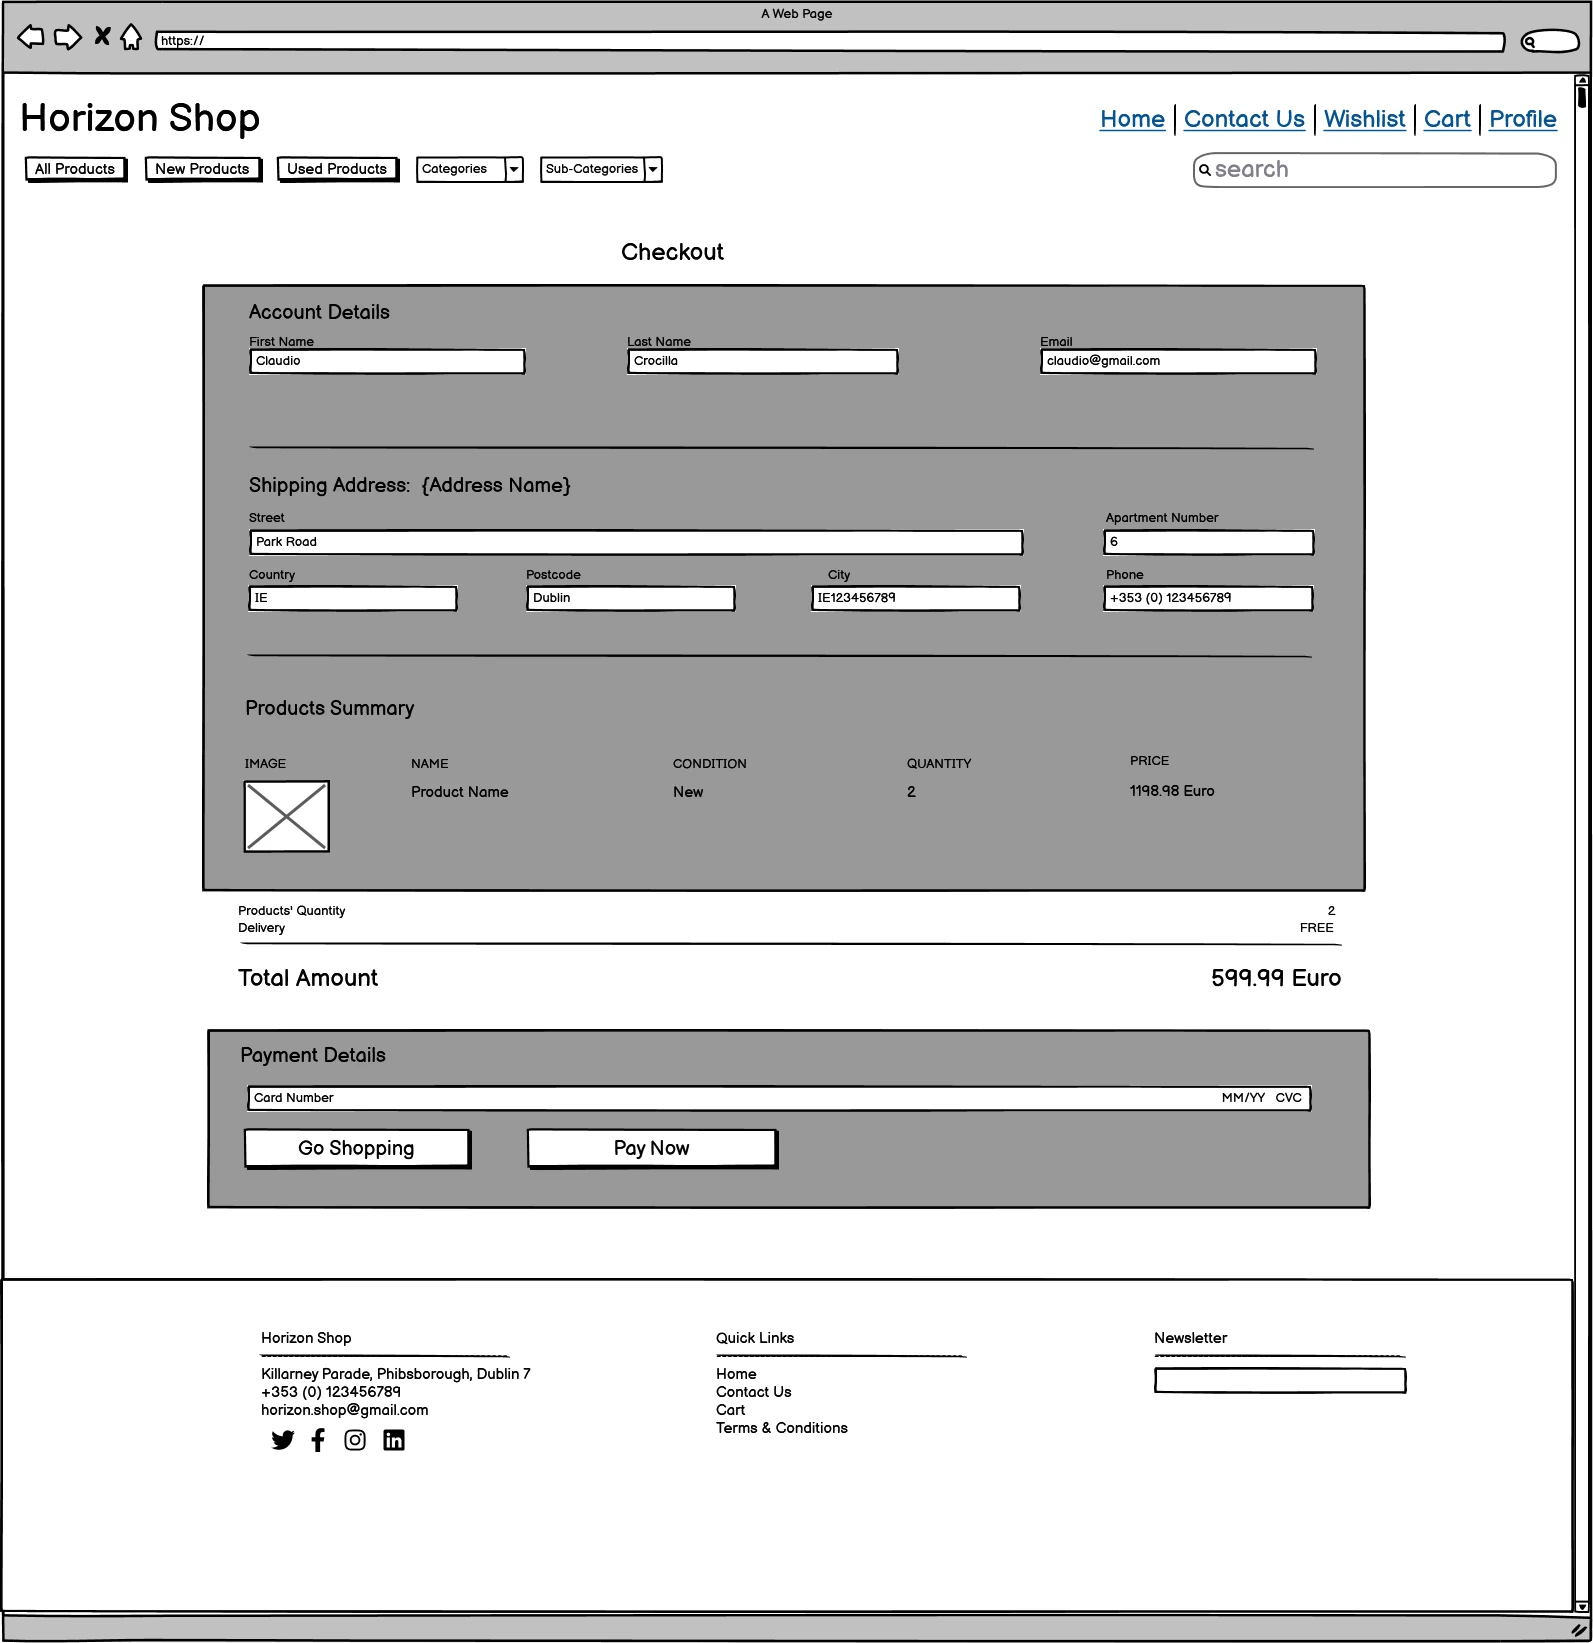 A Web Page
https://
Horizon Shop
Home Contact Us Wishlist Cart Profile
All Products New Products Used Products Categories Sub-Categories search
Checkout
Account Details
First Name Last Name Email
Claudio Crocilla claudio@gmail.com
Shipping Address: {Address Name}
Street Apartment Number
Park Road 6
Country Postcode City Phone
IE Dublin IE123456789 +353 (0) 123456789
Products Summary
IMAGE NAME CONDITION QUANTITY PRICE
Product Name New 2 1198.98 Euro
Products' Quantity 2
Delivery FREE
Total Amount 599.99 Euro
Payment Details
Card Number MM/YY CVC
Go Shopping Pay Now
Horizon Shop Quick Links Newsletter
Killarney Parade, Phibsborough, Dublin 7 Home
+353 (0) 123456789 Contact Us
horizon.shop@gmail.com Cart
Terms & Conditions